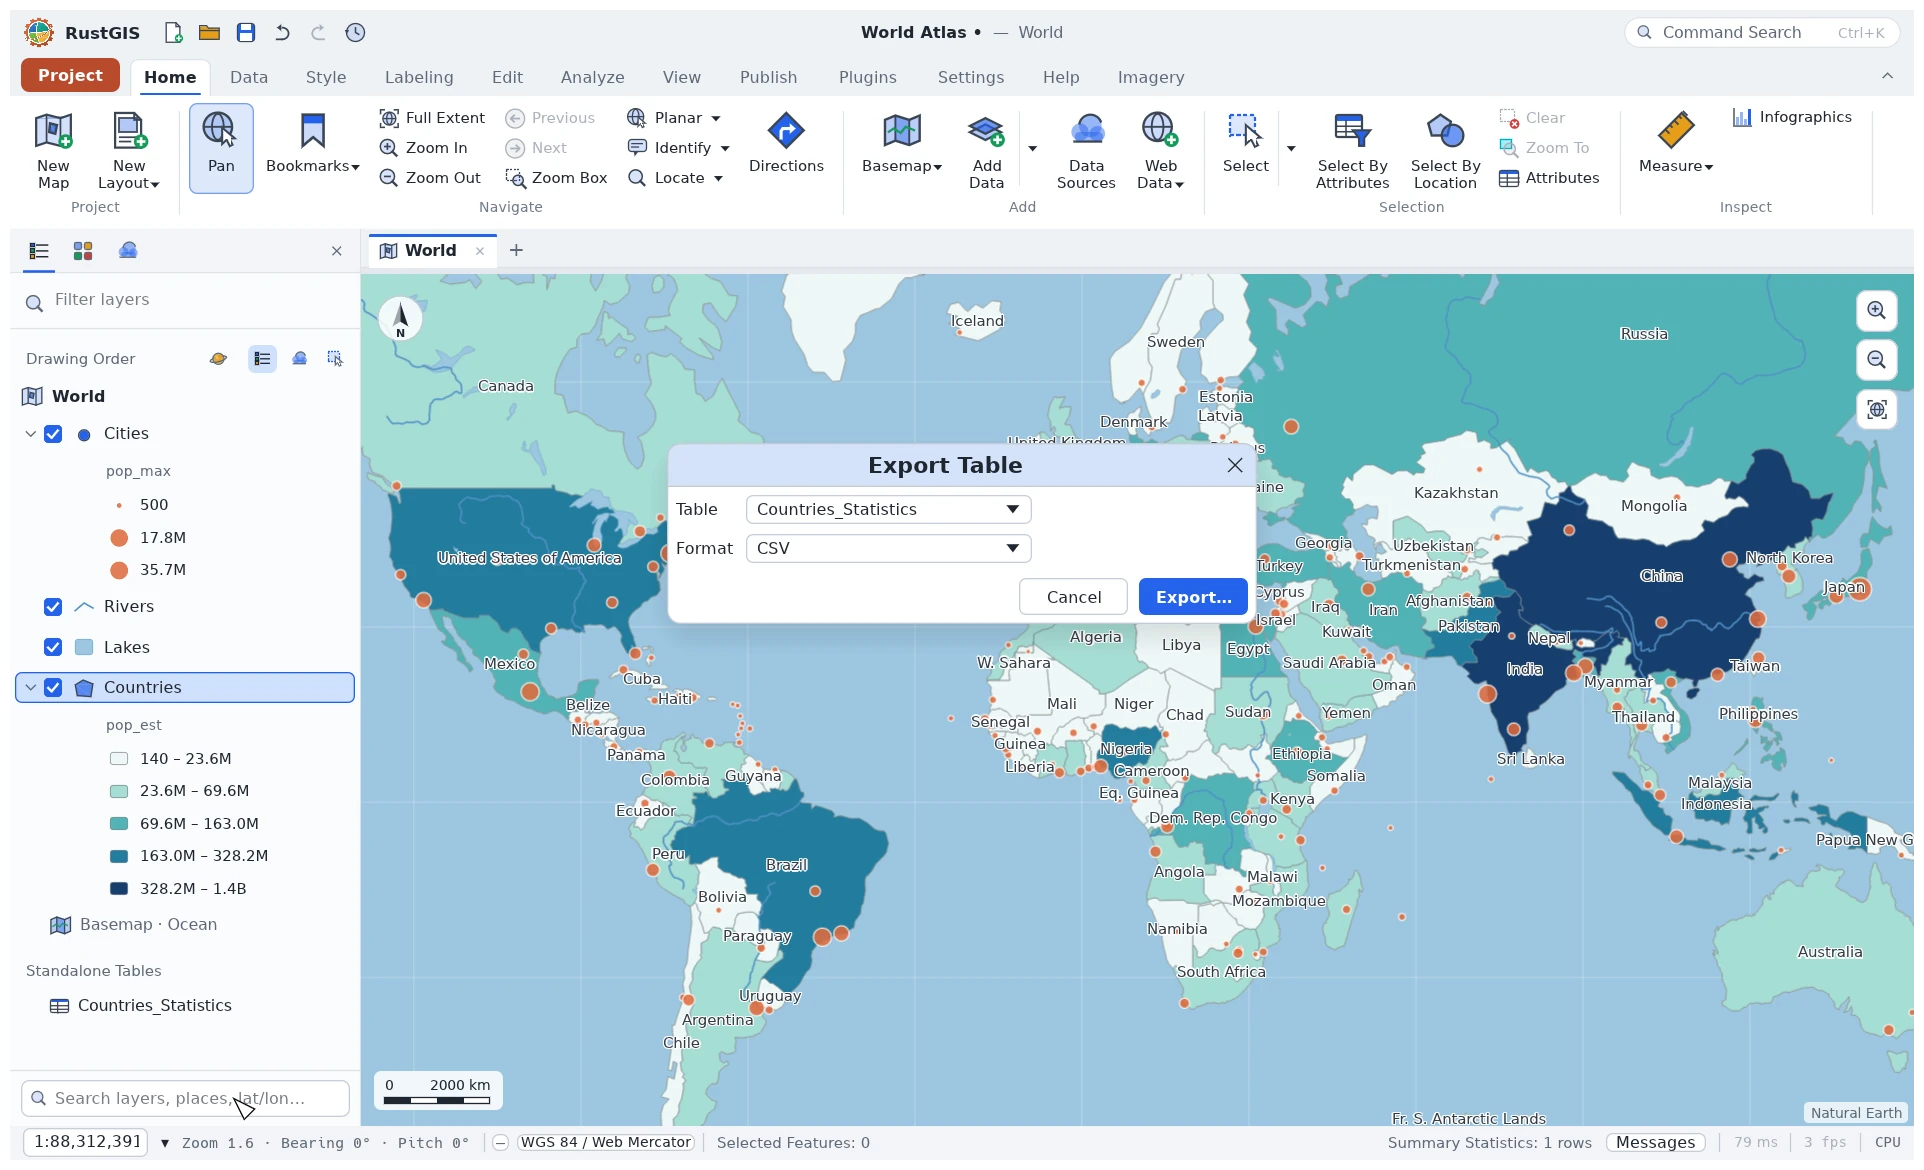 RustGIS
World Atlas • — World
Command Search Ctrl+K
Project Home Data Style Labeling Edit Analyze View Publish Plugins Settings Help Imagery
New Map
New Layout
Project
Pan
Bookmarks
Full Extent
Zoom In
Zoom Out
Previous
Next
Zoom Box
Planar
Identify
Locate
Directions
Navigate
Basemap
Add Data
Data Sources
Web Data
Add
Select
Select By Attributes
Select By Location
Clear
Zoom To
Attributes
Selection
Measure
Infographics
Inspect
World
Filter layers
Drawing Order
World
Cities
pop_max
500
17.8M
35.7M
Rivers
Lakes
Countries
pop_est
140 – 23.6M
23.6M – 69.6M
69.6M – 163.0M
163.0M – 328.2M
328.2M – 1.4B
Basemap · Ocean
Standalone Tables
Countries_Statistics
Search layers, places, lat/lon...
N
Iceland
Sweden
Russia
Canada
Estonia
Latvia
Denmark
United Kingdom
Export Table
Table Countries_Statistics
Format CSV
Cancel Export...
Kazakhstan
Mongolia
United States of America
Georgia
Uzbekistan
Turkmenistan
North Korea
Turkey
China
Japan
Cyprus
Iraq
Iran
Afghanistan
Israel
Kuwait
Pakistan
Nepal
Algeria
Libya
Egypt
W. Sahara
Saudi Arabia
India
Taiwan
Mexico
Cuba
Oman
Myanmar
Belize
Haiti
Mali
Niger
Chad
Sudan
Yemen
Thailand
Philippines
Nicaragua
Senegal
Guinea
Nigeria
Ethiopia
Sri Lanka
Panama
Liberia
Cameroon
Somalia
Colombia
Guyana
Eq. Guinea
Kenya
Malaysia
Indonesia
Ecuador
Dem. Rep. Congo
Papua New G
Peru
Brazil
Angola
Malawi
Bolivia
Mozambique
Paraguay
Namibia
Australia
South Africa
Uruguay
Argentina
Chile
0 2000 km
Fr. S. Antarctic Lands
Natural Earth
1:88,312,391 Zoom 1.6 · Bearing 0° · Pitch 0° WGS 84 / Web Mercator Selected Features: 0 Summary Statistics: 1 rows Messages 79 ms 3 fps CPU